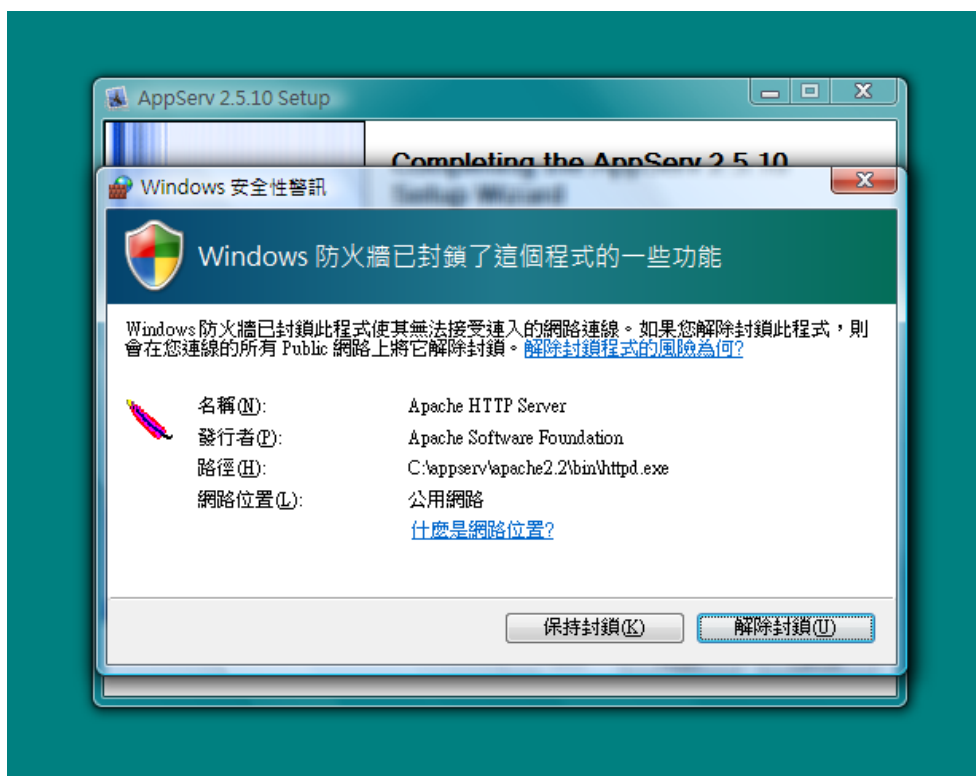 AppServ 2.5.10 Setup
Completing the AppServ 2.5.10
Setup Wizard
Windows 安全性警訊
Windows 防火牆已封鎖了這個程式的一些功能
Windows 防火牆已封鎖此程式使其無法接受連入的網路連線。如果您解除封鎖此程式,則
會在您連線的所有 Public 網路上將它解除封鎖。解除封鎖程式的風險為何?
名稱(N): Apache HTTP Server
發行者(P): Apache Software Foundation
路徑(H): C:\appserv\apache2.2\bin\httpd.exe
網路位置(L): 公用網路
什麼是網路位置?
保持封鎖(K) 解除封鎖(U)